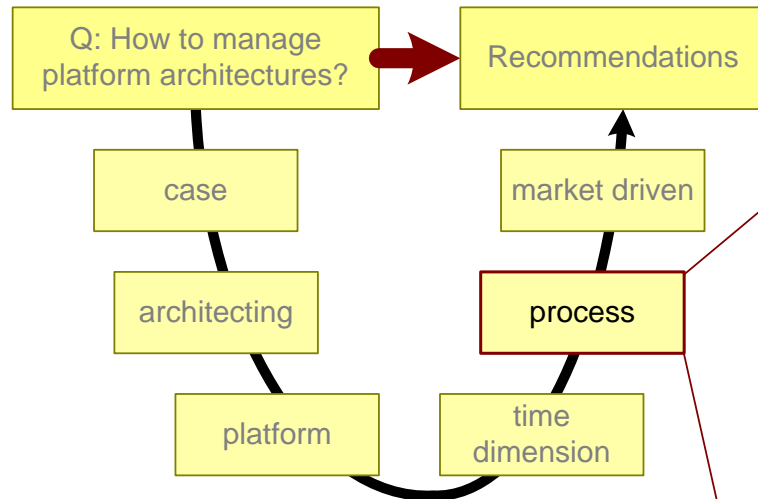 Q: How to manage
platform architectures?
Recommendations
case
market driven
architecting
process
platform
time
dimension